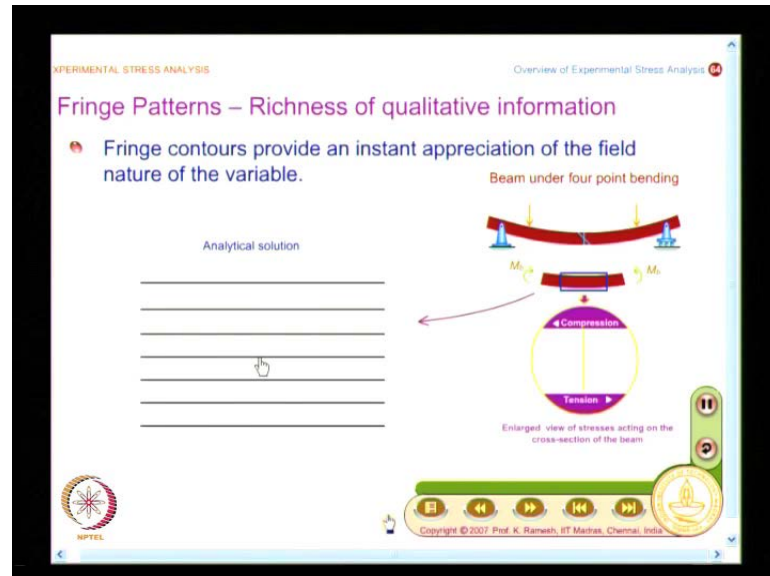 XPERIMENTAL STRESS ANALYSIS
Overview of Experimental Stress Analysis 64
Fringe Patterns – Richness of qualitative information
Fringe contours provide an instant appreciation of the field
nature of the variable.
Beam under four point bending
Analytical solution
Mb
Mb
Compression
Tension
Enlarged view of stresses acting on the
cross-section of the beam
NPTEL
Copyright © 2007 Prof. K. Ramesh, IIT Madras, Chennai, India